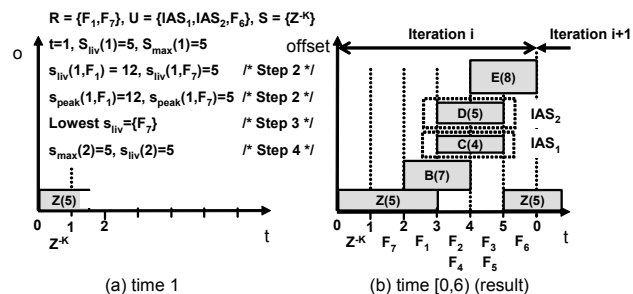 R = {F1,F7}, U = {IAS1,IAS2,F6}, S = {Z-K}
t=1, Sliv(1)=5, Smax(1)=5
sliv(1,F1) = 12, sliv(1,F7)=5 /* Step 2 */
speak(1,F1)=12, speak(1,F7)=5 /* Step 2 */
Lowest sliv={F7} /* Step 3 */
smax(2)=5, sliv(2)=5 /* Step 4 */
o
Z(5)
0 1 2 3 4 5 t
Z-K
(a) time 1
offset
Iteration i
Iteration i+1
E(8)
D(5)
IAS2
C(4)
IAS1
B(7)
Z(5)
Z(5)
0 1 2 3 4 5 0 t
Z-K F7 F1 F2 F3 F6
F4 F5
(b) time [0,6) (result)